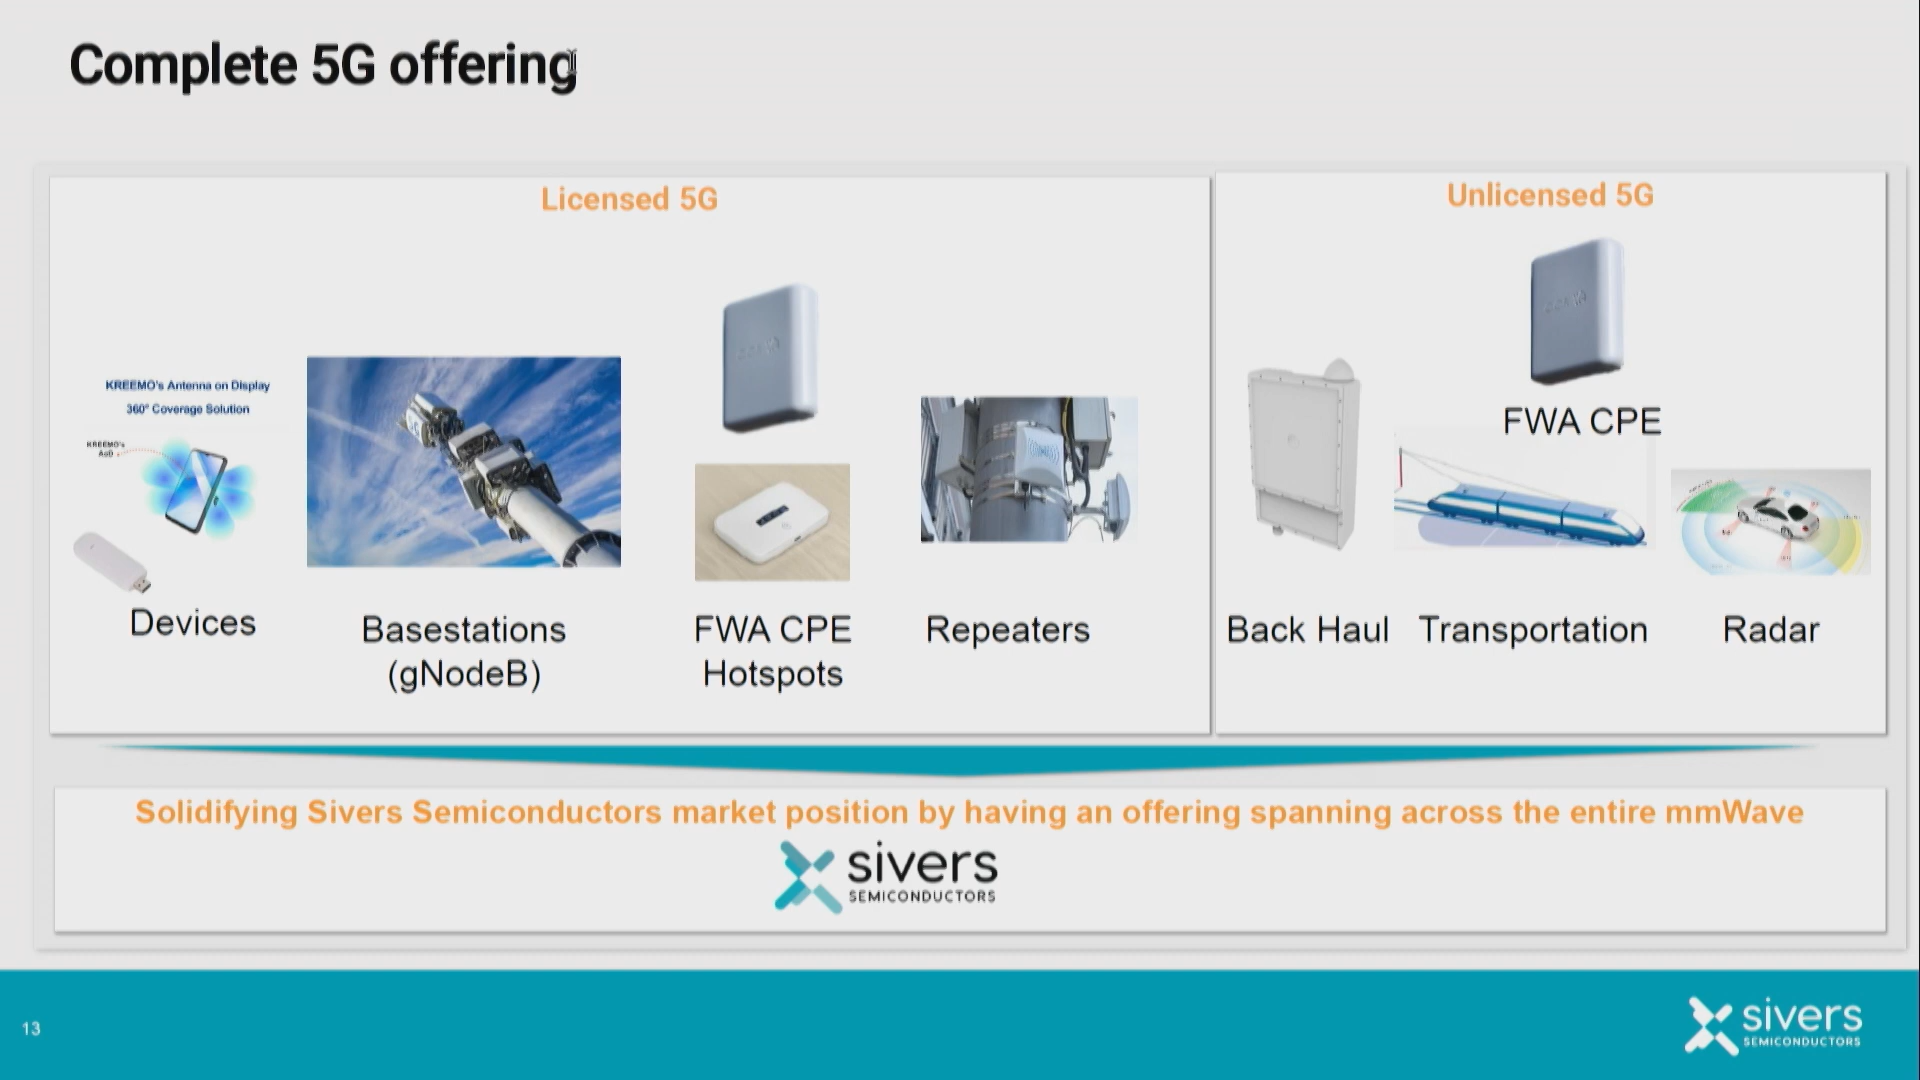 Complete 5G offering
Licensed 5G
KREEMO's Antenna on Display
360° Coverage Solution
KREEMO's
AoD
Devices
Basestations
(gNodeB)
FWA CPE
Hotspots
Repeaters
Unlicensed 5G
FWA CPE
Back Haul
Transportation
Radar
Solidifying Sivers Semiconductors market position by having an offering spanning across the entire mmWave
sivers
SEMICONDUCTORS
13
sivers
SEMICONDUCTORS